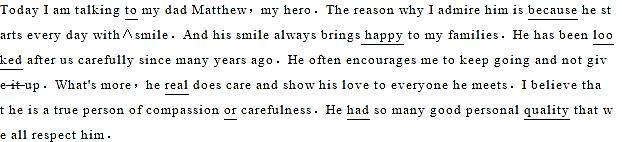 Today I am talking to my dad Matthew, my hero. The reason why I admire him is because he st
arts every day with∧smile. And his smile always brings happy to my families. He has been loo
ked after us carefully since many years ago. He often encourages me to keep going and not giv
e it up. What's more, he real does care and show his love to everyone he meets. I believe tha
t he is a true person of compassion or carefulness. He had so many good personal quality that w
e all respect him.